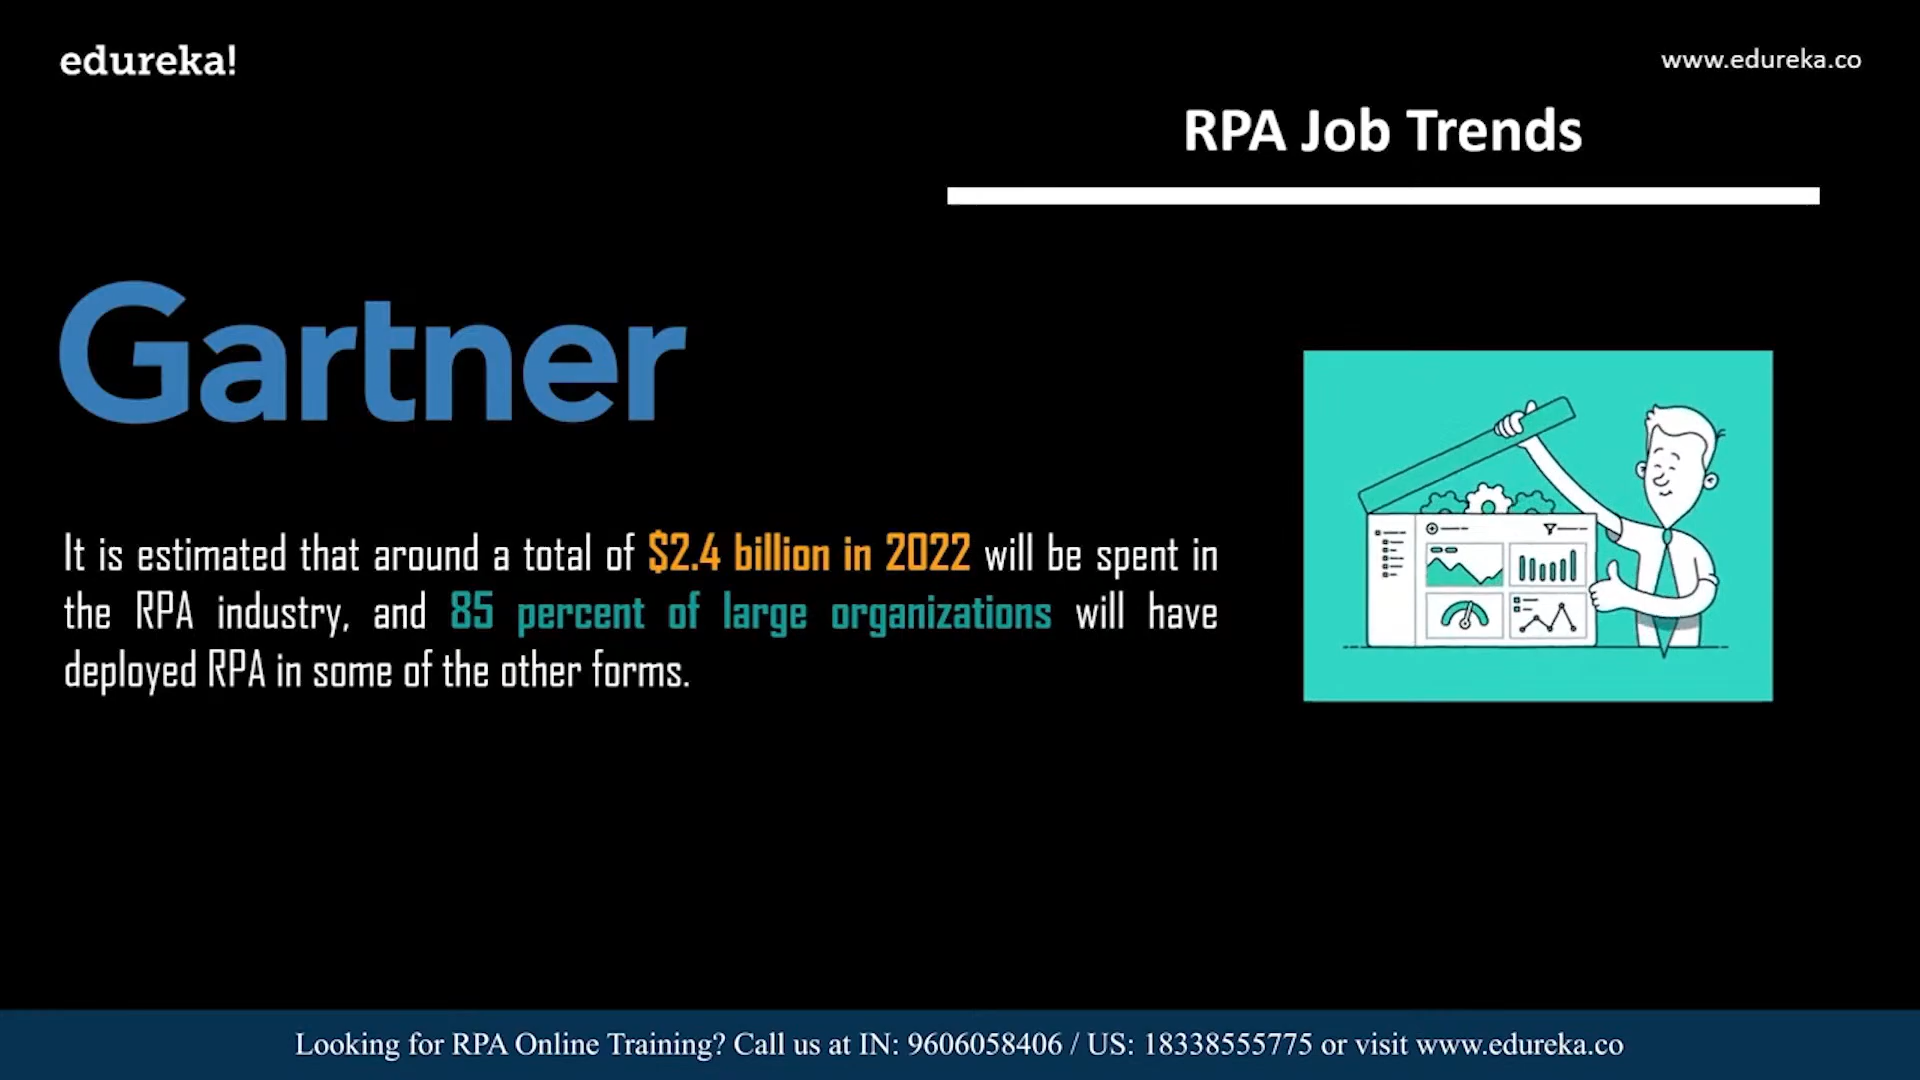 edureka!
www.edureka.co
RPA Job Trends
Gartner
It is estimated that around a total of $2.4 billion in 2022 will be spent in
the RPA industry, and 85 percent of large organizations will have
deployed RPA in some of the other forms.
Looking for RPA Online Training? Call us at IN: 9606058406 / US: 18338555775 or visit www.edureka.co